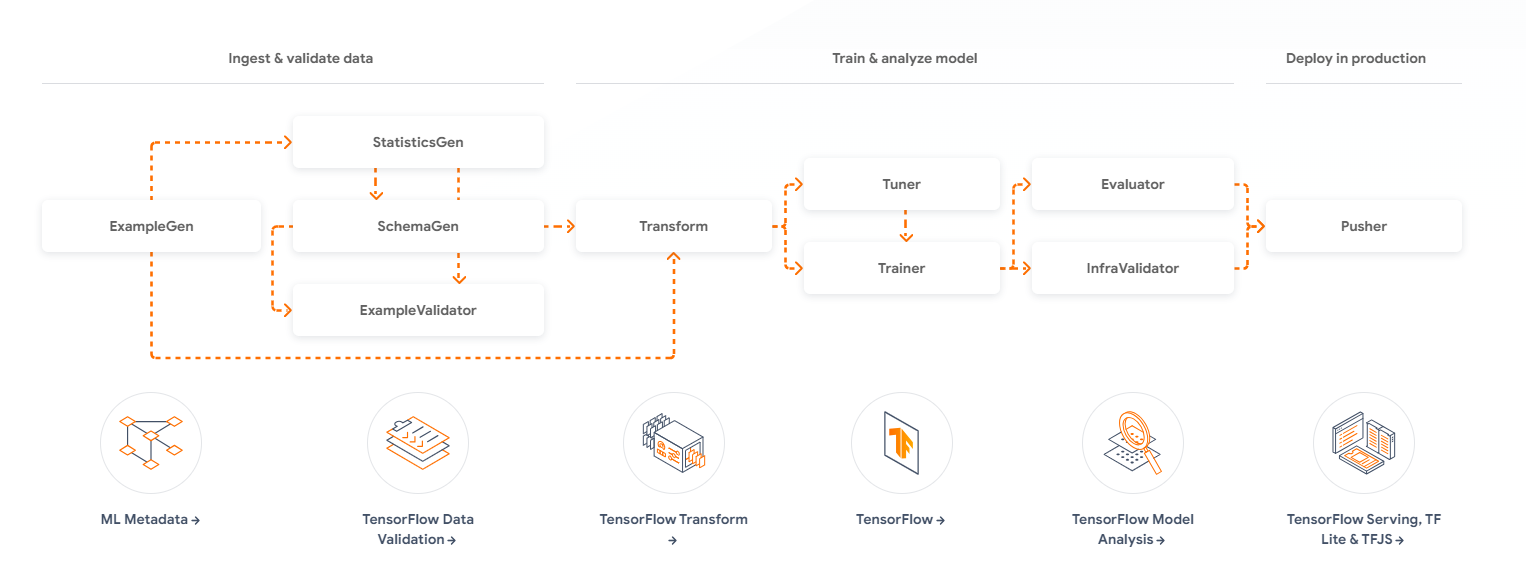 Ingest & validate data
Train & analyze model
Deploy in production
StatisticsGen
ExampleGen
SchemaGen
ExampleValidator
Transform
Tuner
Trainer
Evaluator
InfraValidator
Pusher
ML Metadata →
TensorFlow Data
Validation →
TensorFlow Transform
→
TensorFlow →
TensorFlow Model
Analysis →
TensorFlow Serving, TF
Lite & TFJS →